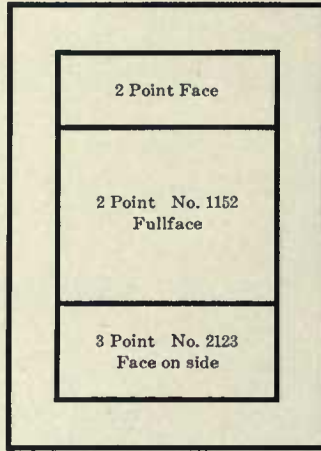 2 Point Face
2 Point No. 1152
Fullface
3 Point No. 2123
Face on side